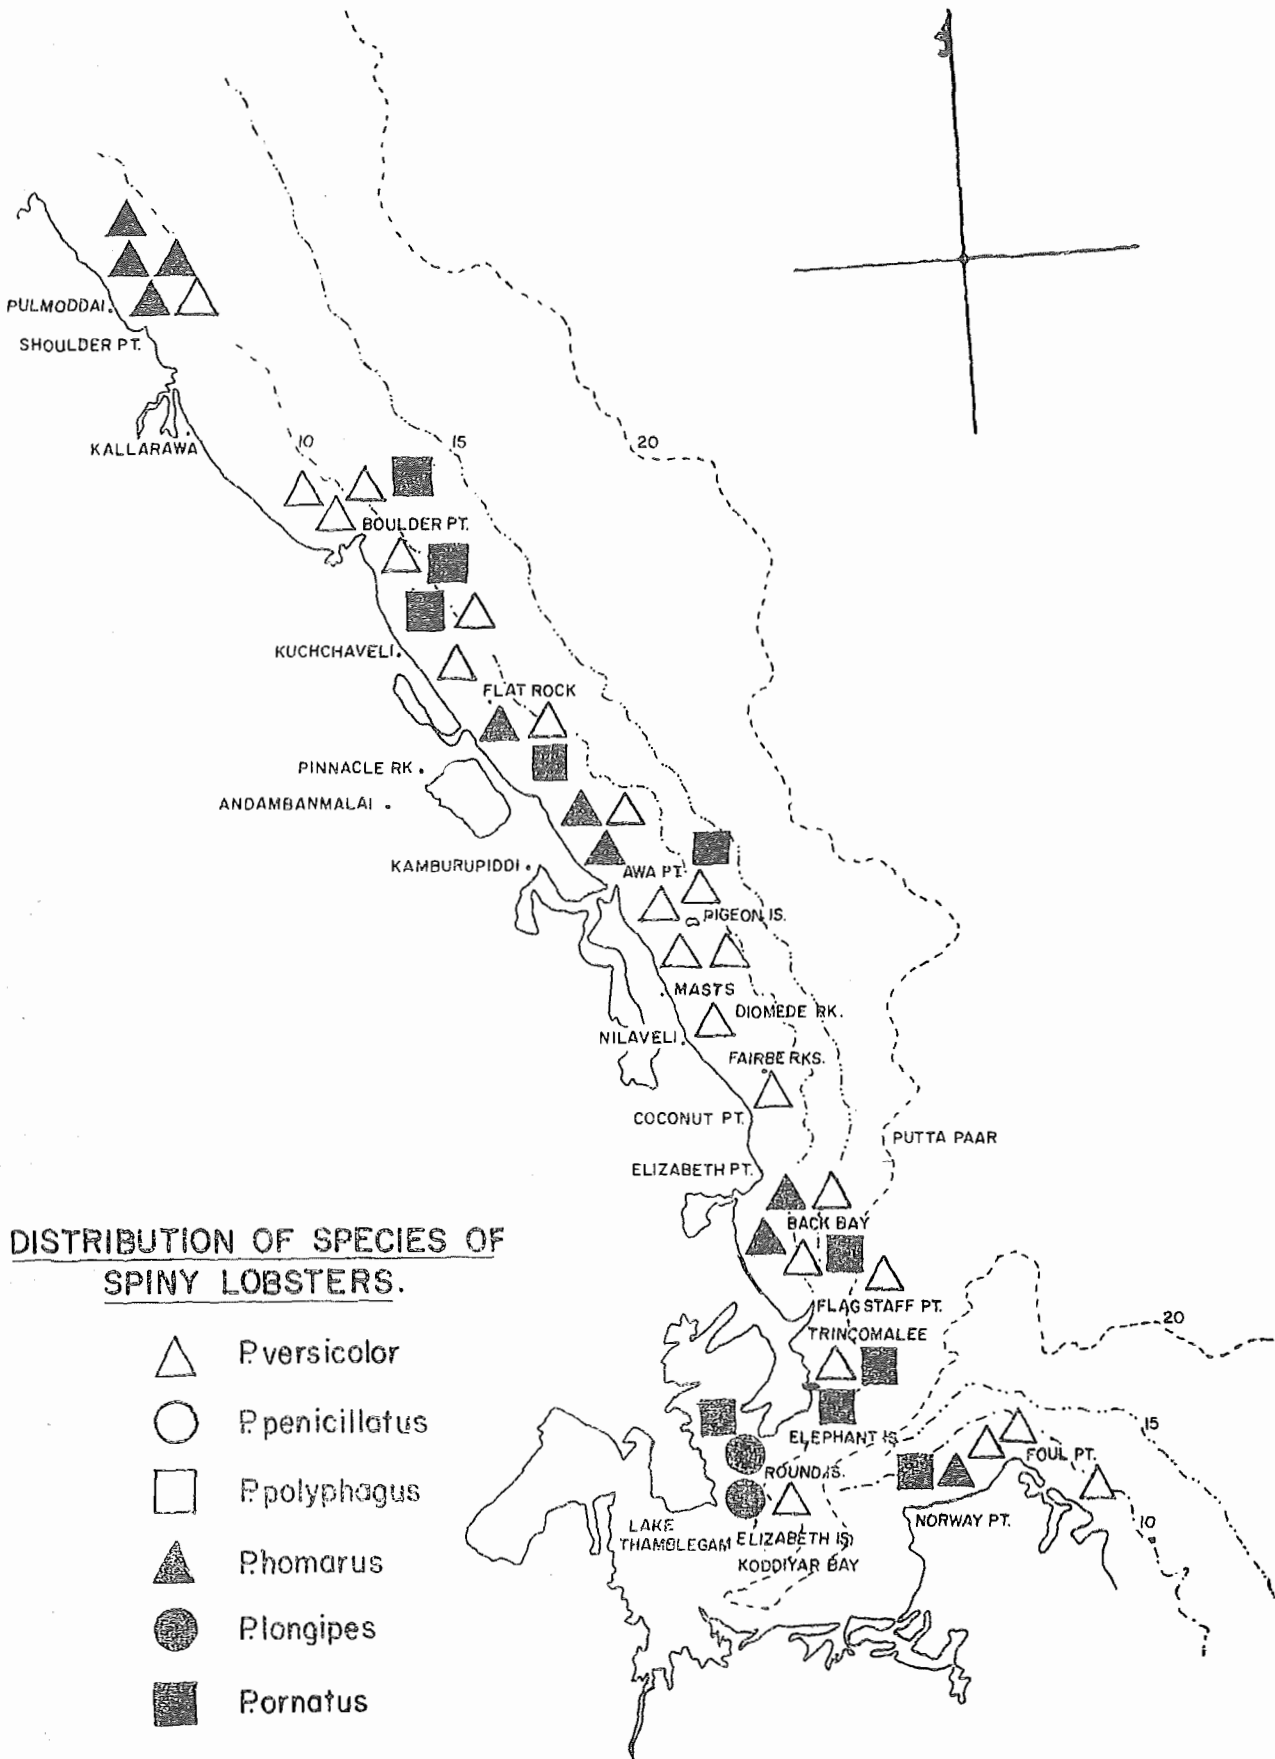 PULMODDAI.
SHOULDER PT.
KALLARAWA
10
15
20
BOULDER PT.
KUCHCHAVELI.
FLAT ROCK
PINNACLE RK.
ANDAMBANMALAI .
KAMBURUPIDDI .
AWA PT.
PIGEON IS.
MASTS
DIOMEDE RK.
NILAVELI.
FAIRBE RKS.
COCONUT PT.
PUTTA PAAR
ELIZABETH PT.
BACK BAY
FLAGSTAFF PT.
TRINCOMALEE
20
ELEPHANT IS
15
FOUL PT.
ROUND IS.
NORWAY PT.
10
LAKE
THAMBLEGAM
ELIZABETH IS
KODDIYAR BAY
DISTRIBUTION OF SPECIES OF
SPINY LOBSTERS.
P. versicolor
P. penicillatus
P. polyphagus
P. homarus
P. longipes
P. ornatus